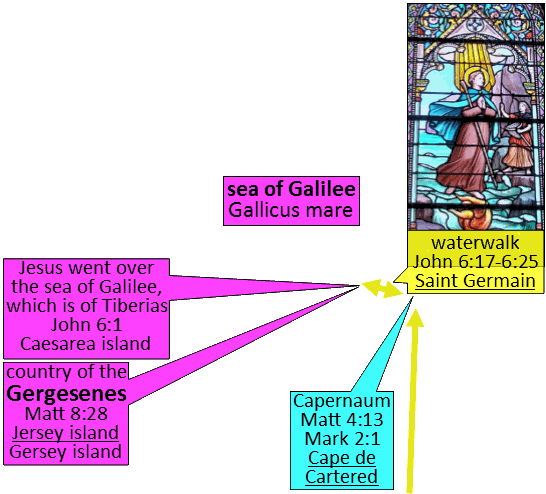 sea of Galilee
Gallicus mare
waterwalk
John 6:17-6:25
Saint Germain
Jesus went over
the sea of Galilee,
which is of Tiberias
John 6:1
Caesarea island
country of the
Gergesenes
Matt 8:28
Jersey island
Gersey island
Capernaum
Matt 4:13
Mark 2:1
Cape de
Cartered